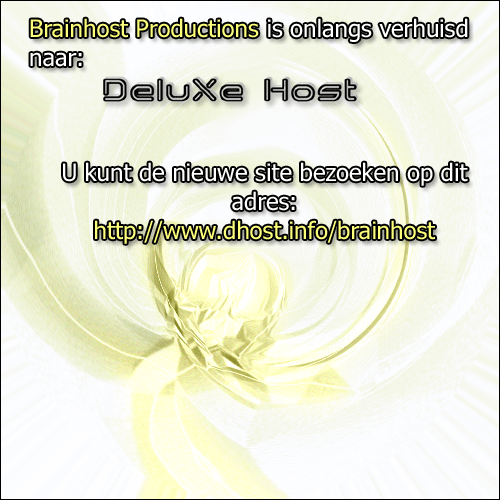 Brainhost Productions is onlangs verhuisd
naar:
DeluXe Host
U kunt de nieuwe site bezoeken op dit
adres:
http://www.dhost.info/brainhost